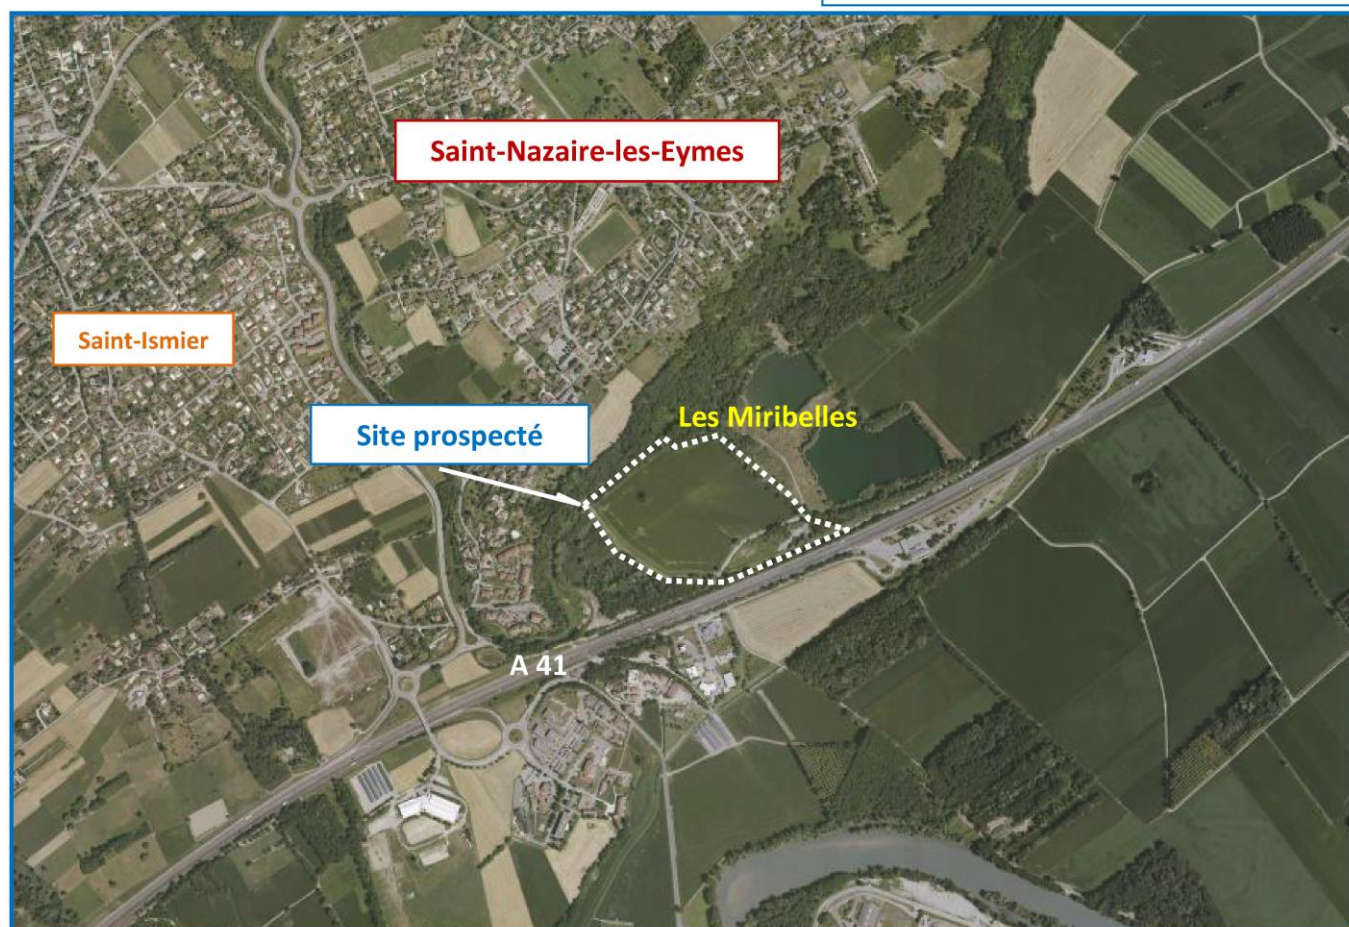 Saint-Nazaire-les-Eymes
Saint-Ismier
Les Miribelles
Site prospecté
A 41